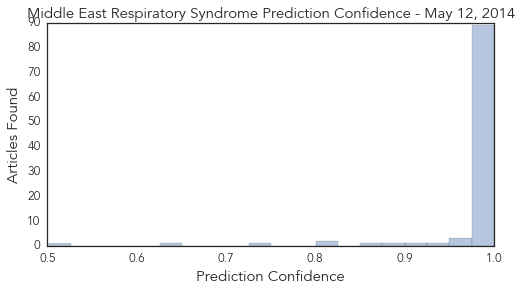 Middle East Respiratory Syndrome Prediction Confidence - May 12, 2014
90
80
70
60
50
40
30
20
10
0
Articles Found
0.5 0.6 0.7 0.8 0.9 1.0
Prediction Confidence